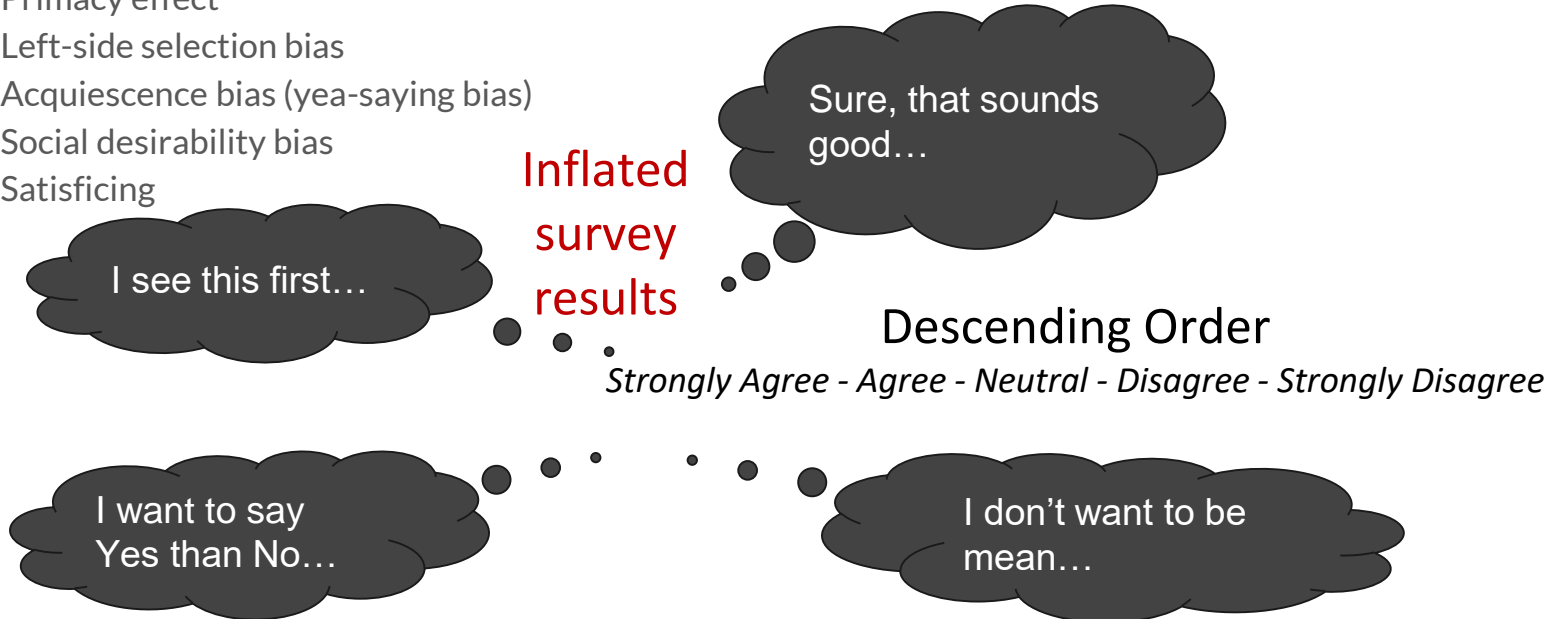 Primacy effect
Left-side selection bias
Acquiescence bias (yea-saying bias)
Social desirability bias
Satisficing
Inflated
survey
results
Sure, that sounds
good…
I see this first…
Descending Order
Strongly Agree - Agree - Neutral - Disagree - Strongly Disagree
I want to say
Yes than No…
I don’t want to be
mean…